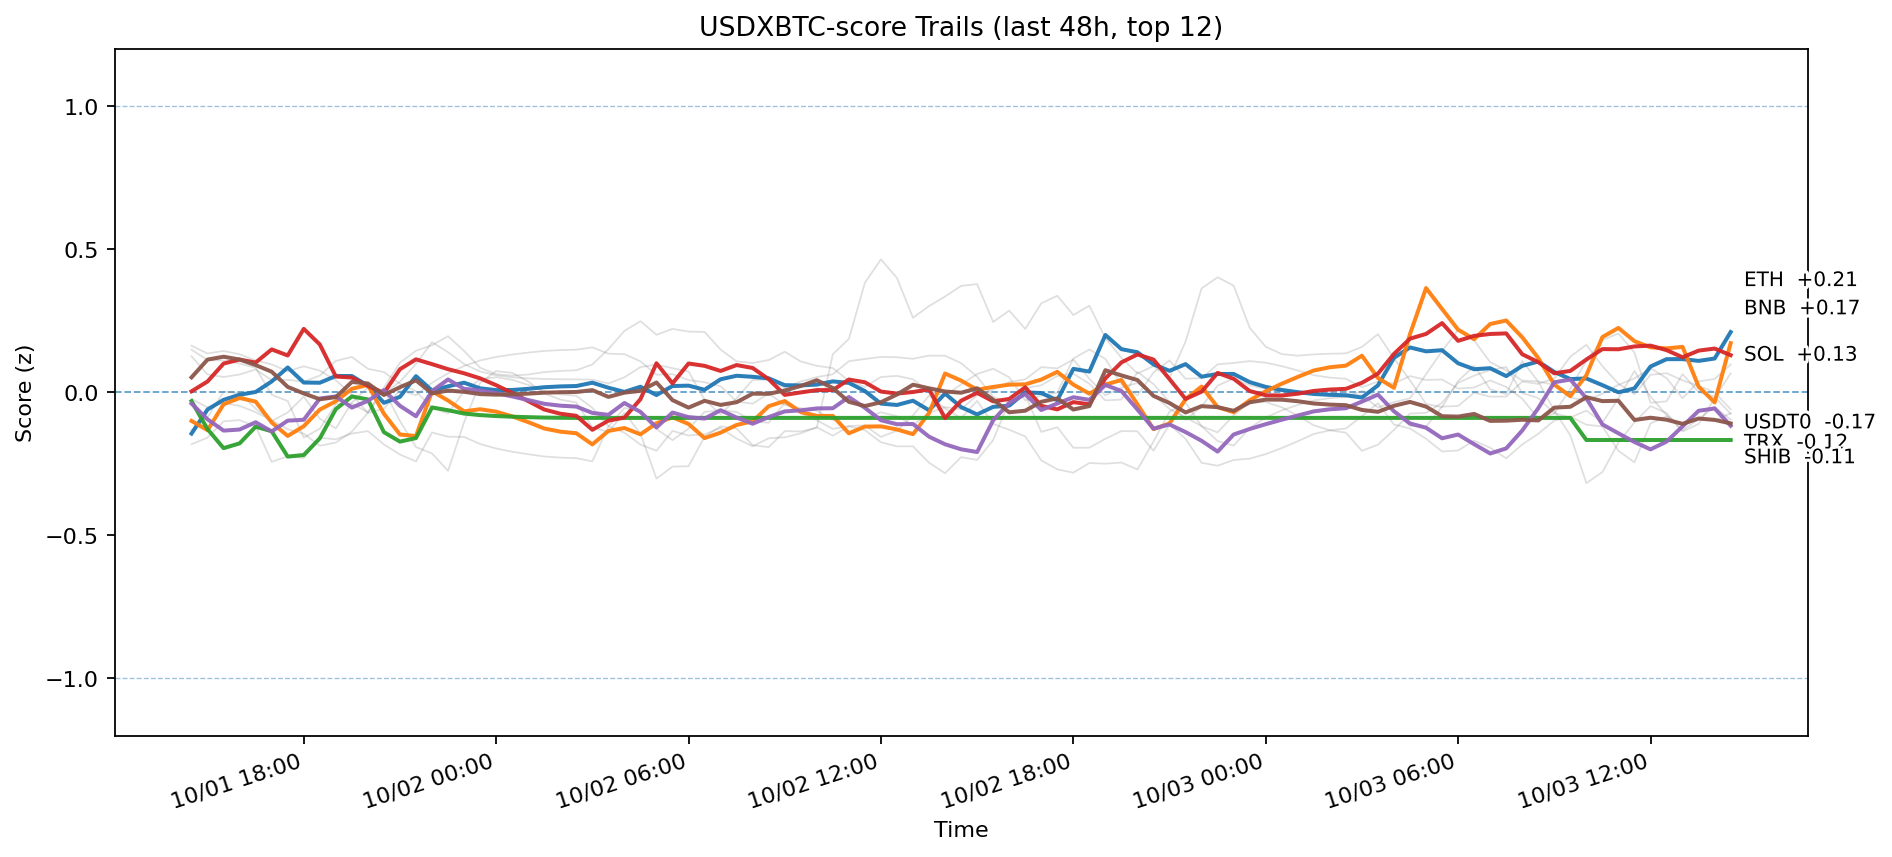 USDXBTC-score Trails (last 48h, top 12)
Score (z)
1.0
0.5
0.0
−0.5
−1.0
ETH +0.21
BNB +0.17
SOL +0.13
USDT0 -0.17
TRX -0.12
SHIB -0.11
10/01 18:00
10/02 00:00
10/02 06:00
10/02 12:00
10/02 18:00
10/03 00:00
10/03 06:00
10/03 12:00
Time